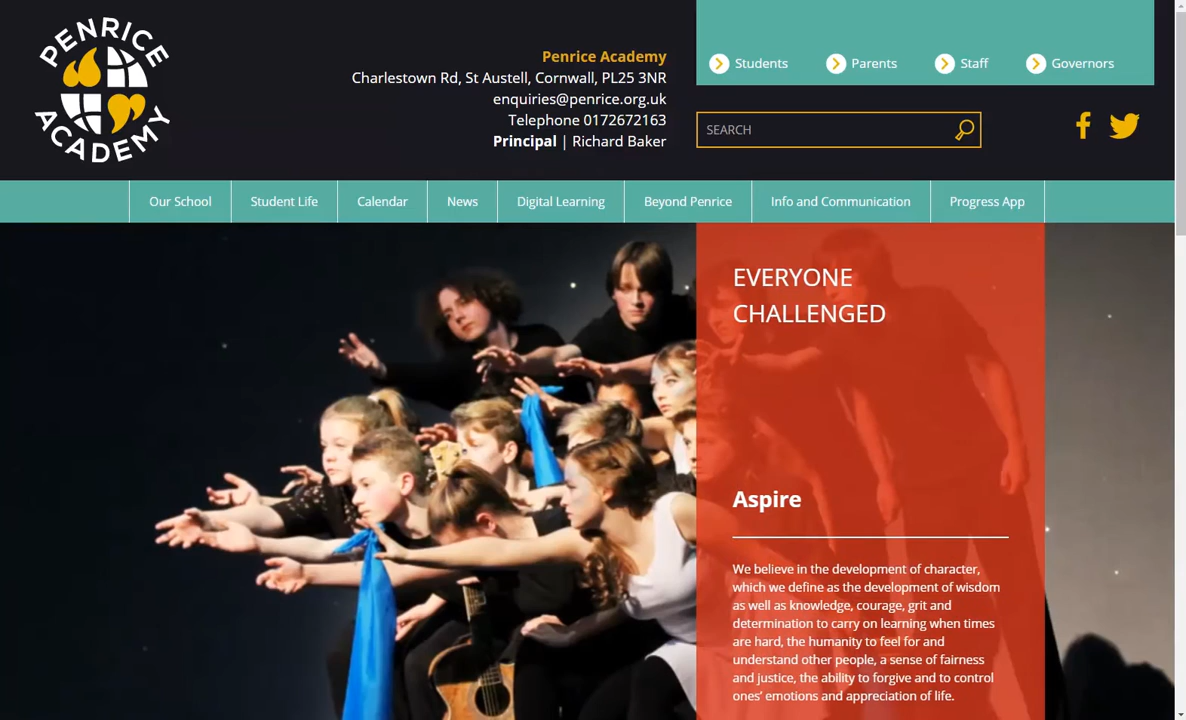 PENRICE
ACADEMY
Penrice Academy
Charlestown Rd, St Austell, Cornwall, PL25 3NR
enquiries@penrice.org.uk
Telephone 0172672163
Principal | Richard Baker
Students
Parents
Staff
Governors
SEARCH
Our School
Student Life
Calendar
News
Digital Learning
Beyond Penrice
Info and Communication
Progress App
EVERYONE
CHALLENGED
Aspire
We believe in the development of character,
which we define as the development of wisdom
as well as knowledge, courage, grit and
determination to carry on learning when times
are hard, the humanity to feel for and
understand other people, a sense of fairness
and justice, the ability to forgive and to control
ones’ emotions and appreciation of life.